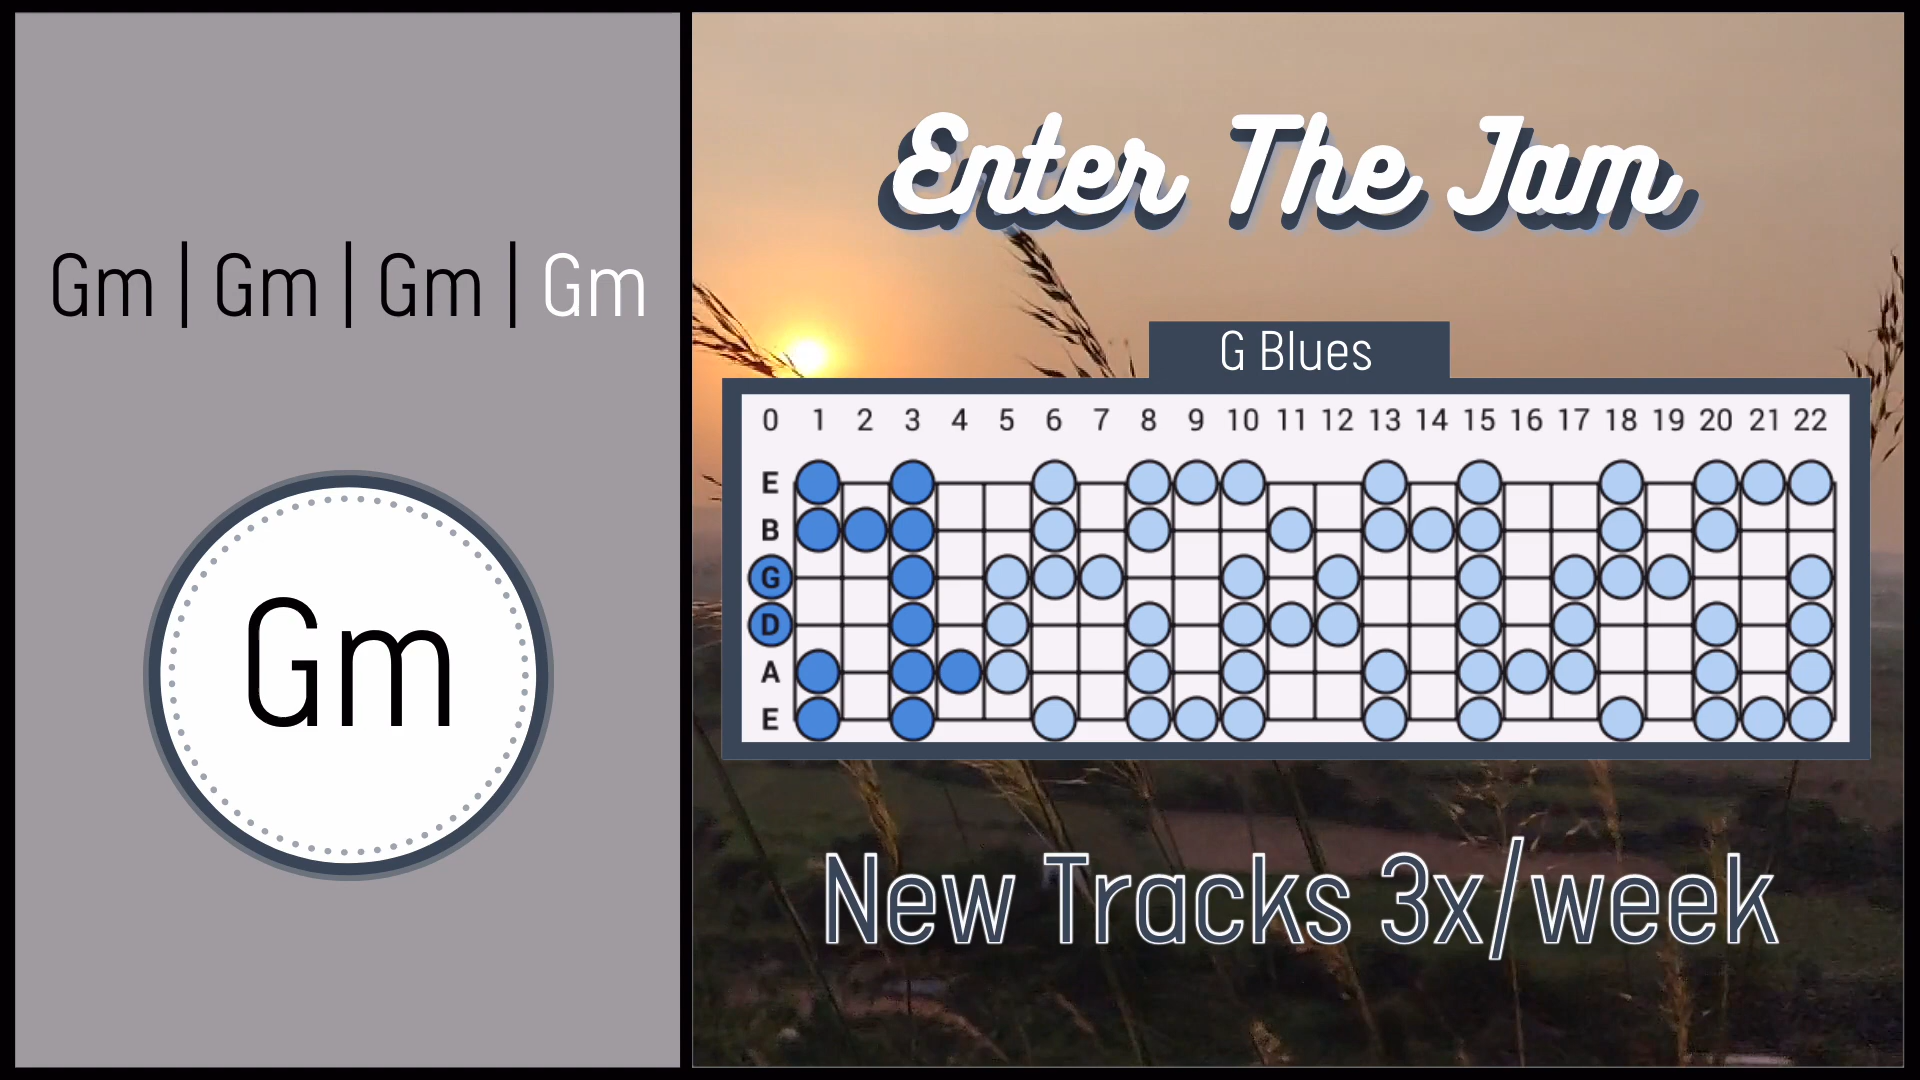 Gm | Gm | Gm | Gm
Gm
Enter The Jam
G Blues
0 1 2 3 4 5 6 7 8 9 10 11 12 13 14 15 16 17 18 19 20 21 22
E
B
G
D
A
E
New Tracks 3x/week